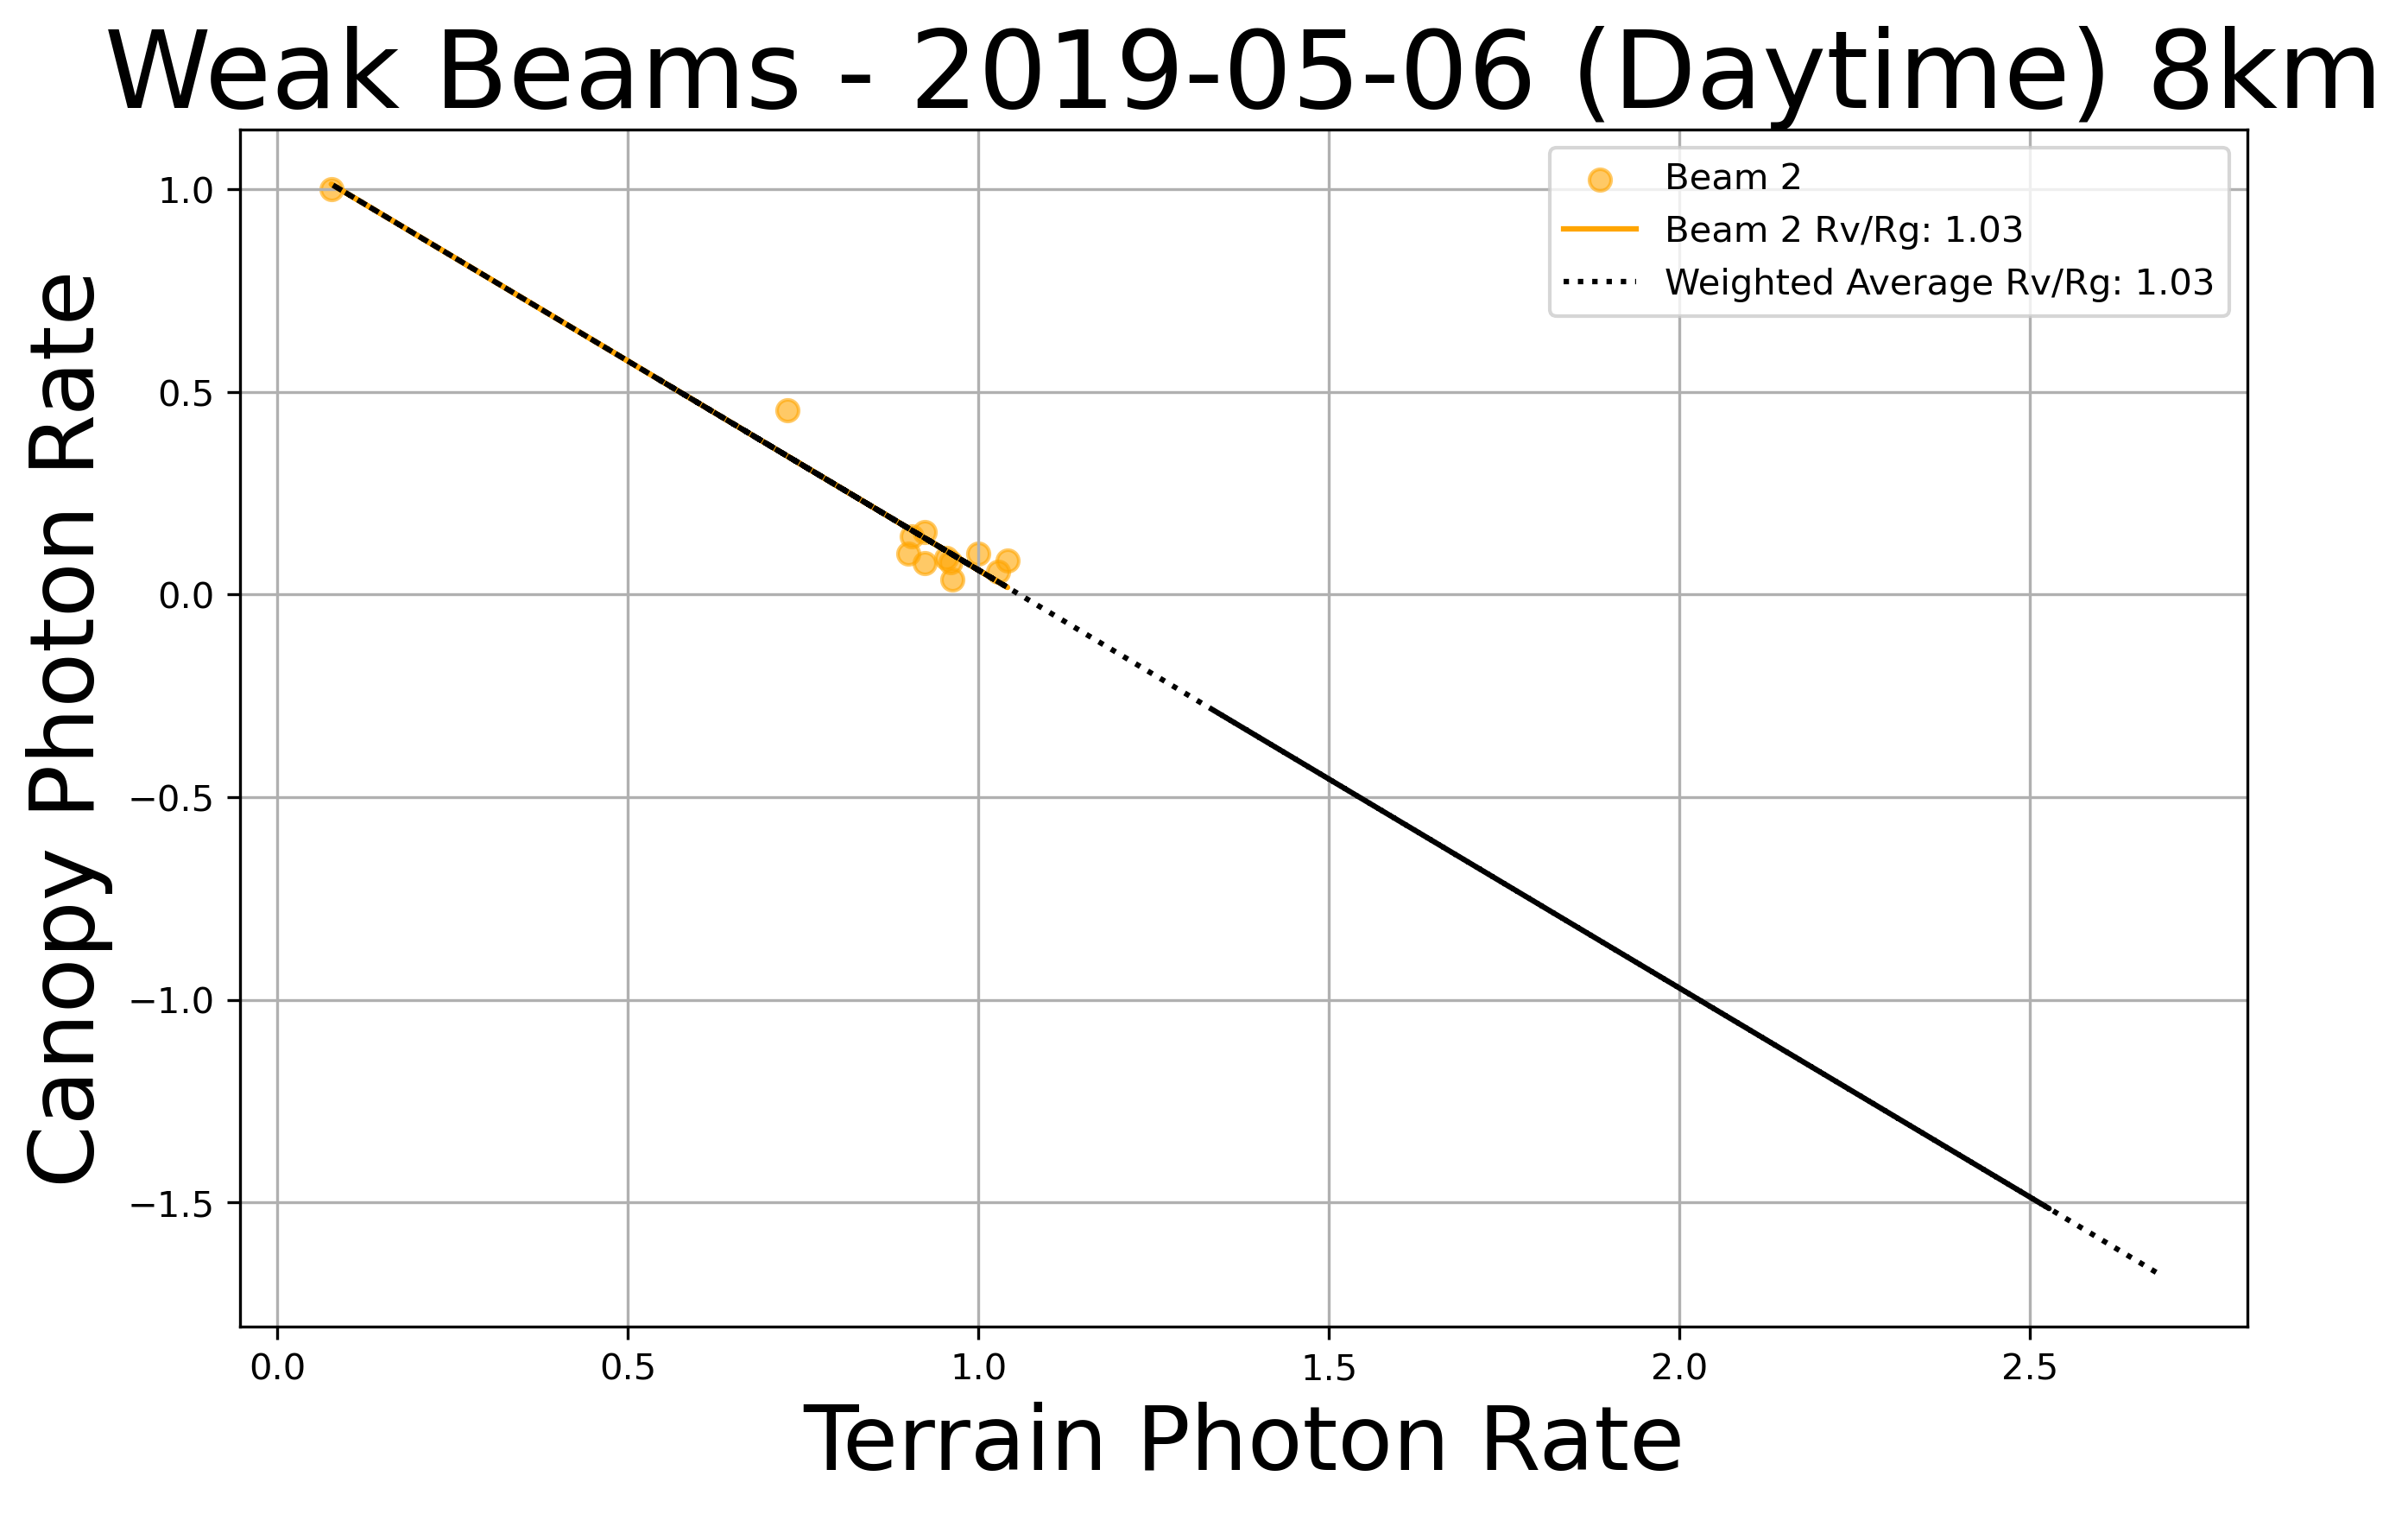 Weak Beams - 2019-05-06 (Daytime) 8km
Beam 2
Beam 2 Rv/Rg: 1.03
Weighted Average Rv/Rg: 1.03
Canopy Photon Rate
1.0
0.5
0.0
−0.5
−1.0
−1.5
0.0 0.5 1.0 1.5 2.0 2.5
Terrain Photon Rate